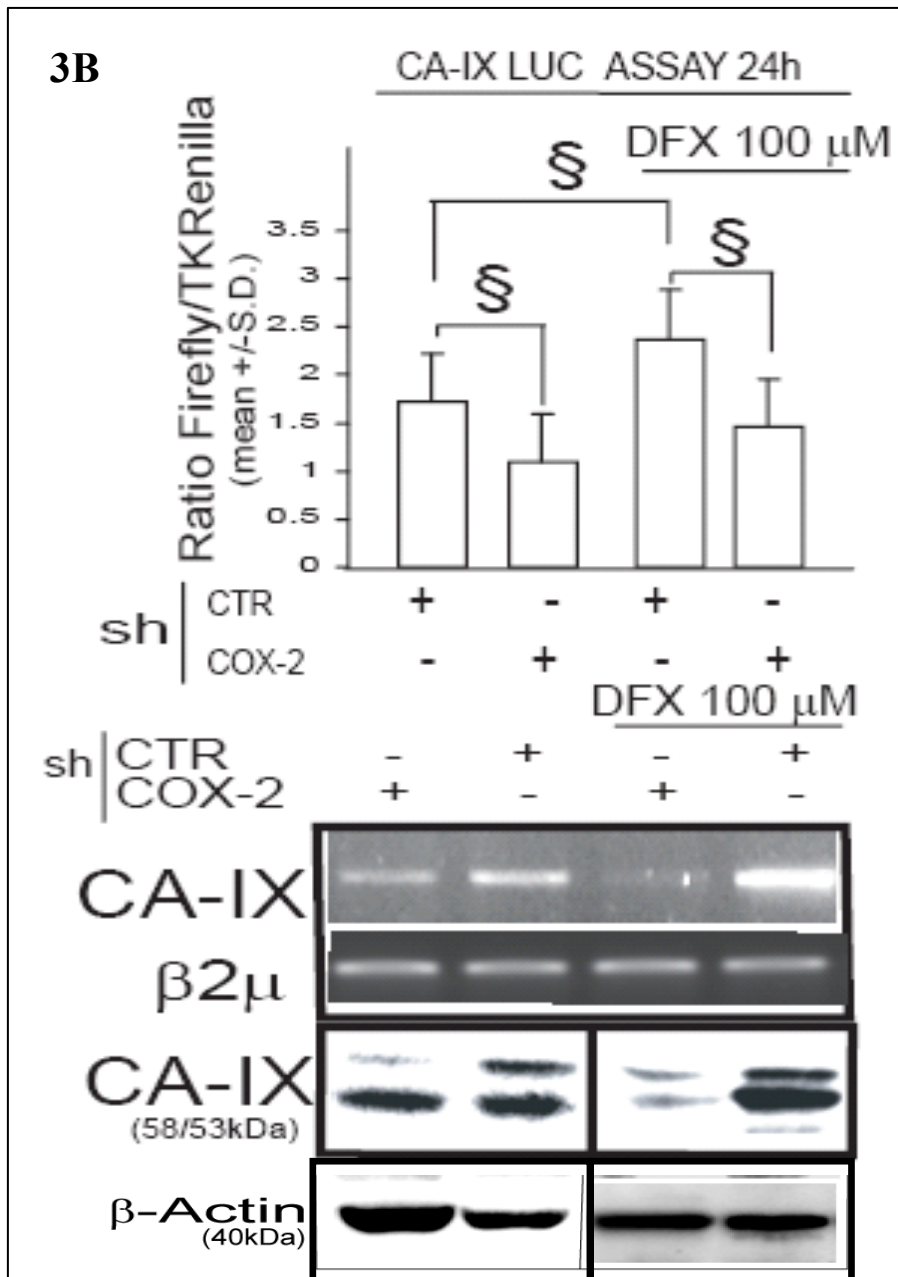 3B
CA-IX LUC ASSAY 24h
DFX 100 μM
§
§
§
Ratio Firefly/TKRenilla
(mean +/-S.D.)
3.5
3
2.5
2
1.5
1
0.5
0
sh
CTR + - + -
COX-2 - + - +
DFX 100 μM
sh
CTR - + - +
COX-2 + - + -
CA-IX
β2μ
CA-IX
(58/53kDa)
β-Actin
(40kDa)